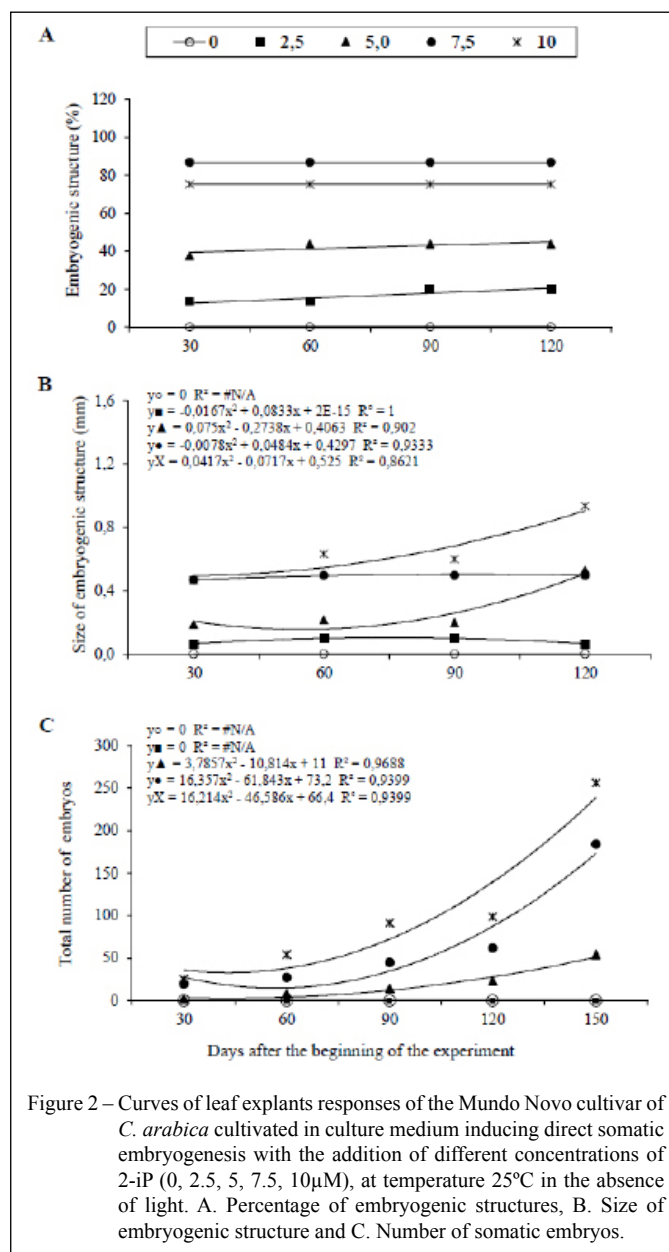 A
0 2,5 5,0 7,5 10
120
100
80
60
40
20
0
Embryogenic structure (%)
30 60 90 120
B
y○ = 0 R² = #N/A
y■ = -0,0167x² + 0,0833x + 2E-15 R² = 1
y▲ = 0,075x² - 0,2738x + 0,4063 R² = 0,902
y● = -0,0078x² + 0,0484x + 0,4297 R² = 0,9333
yX = 0,0417x² - 0,0717x + 0,525 R² = 0,8621
1,6
1,2
0,8
0,4
0,0
Size of embryogenic structure (mm)
30 60 90 120
C
y○ = 0 R² = #N/A
y■ = 0 R² = #N/A
y▲ = 3,7857x² - 10,814x + 11 R² = 0,9688
y● = 16,357x² - 61,843x + 73,2 R² = 0,9399
yX = 16,214x² - 46,586x + 66,4 R² = 0,9399
300
250
200
150
100
50
0
Total number of embryos
30 60 90 120 150
Days after the beginning of the experiment
Figure 2 – Curves of leaf explants responses of the Mundo Novo cultivar of
C. arabica cultivated in culture medium inducing direct somatic
embryogenesis with the addition of different concentrations of
2-iP (0, 2.5, 5, 7.5, 10µM), at temperature 25ºC in the absence
of light. A. Percentage of embryogenic structures, B. Size of
embryogenic structure and C. Number of somatic embryos.